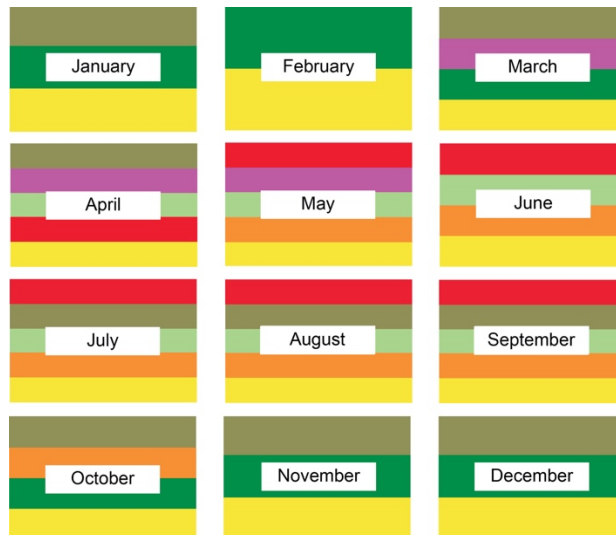 January
February
March
April
May
June
July
August
September
October
November
December